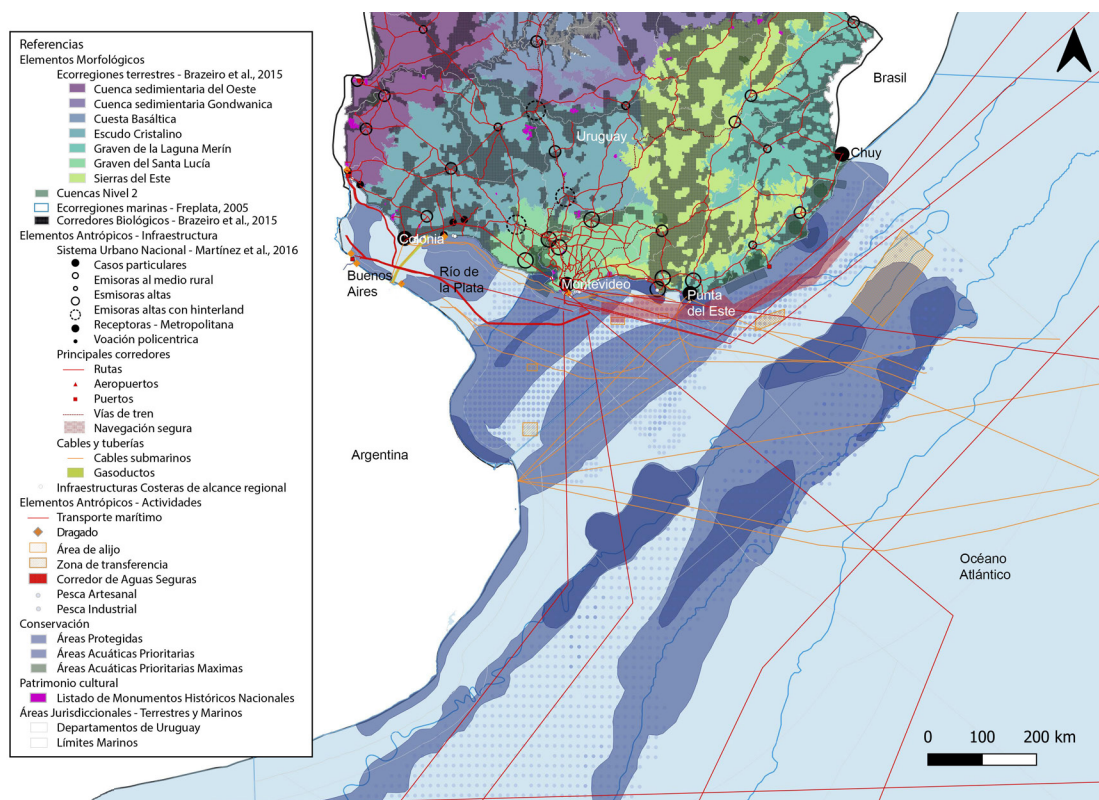 Referencias
Elementos Morfológicos
Ecorregiones terrestres - Brazeiro et al., 2015
Cuenca sedimentaria del Oeste
Cuenca sedimentaria Gondwanica
Cuesta Basáltica
Escudo Cristalino
Graven de la Laguna Merín
Graven del Santa Lucía
Sierras del Este
Cuencas Nivel 2
Ecorregiones marinas - Freplata, 2005
Corredores Biológicos - Brazeiro et al., 2015
Elementos Antrópicos - Infraestructura
Sistema Urbano Nacional - Martínez et al., 2016
Casisos particulares
Emisoras al medio rural
Esmisoras altas
Emisoras altas con hinterland
Receptoras - Metropolitana
Voación policentrica
Principales corredores
Rutas
Aeropuertos
Puertos
Vías de tren
Navegación segura
Cables y tuberías
Cables submarinos
Gasoductos
Infraestructuras Costeras de alcance regional
Elementos Antrópicos - Actividades
Transporte marítimo
Dragado
Área de alijo
Zona de transferencia
Corredor de Aguas Seguras
Pesca Artesanal
Pesca Industrial
Conservación
Áreas Protegidas
Áreas Acuáticas Prioritarias
Áreas Acuáticas Prioritarias Maximas
Patrimonio cultural
Listado de Monumentos Históricos Nacionales
Áreas Jurisdiccionales - Terrestres y Marinos
Departamentos de Uruguay
Límites Marinos
Brasil
Uruguay
Chuy
Colonia
Buenos
Aires
Río de
la Plata
Montevideo
Punta
del Este
Argentina
Océano
Atlántico
0 100 200 km